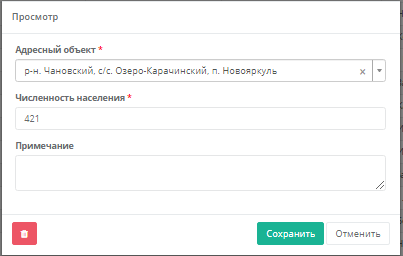 Просмотр
Адресный объект *
р-н. Чановский, с/с. Озеро-Карачинский, п. Новояркуль
Численность населения *
421
Примечание
Сохранить Отменить